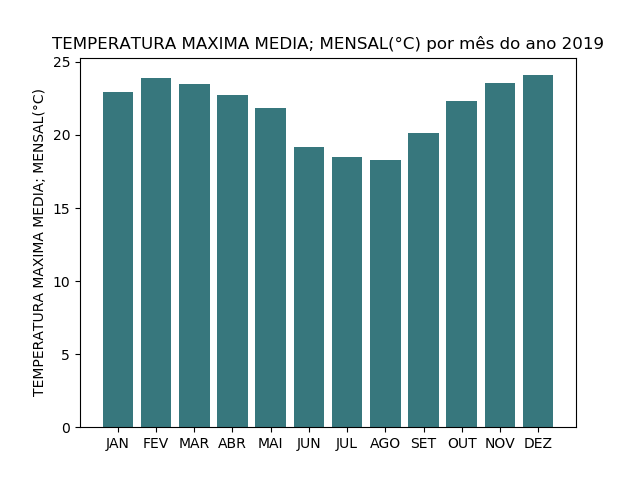 TEMPERATURA MAXIMA MEDIA; MENSAL(°C) por mês do ano 2019
TEMPERATURA MAXIMA MEDIA; MENSAL(°C)
25
20
15
10
5
0
JAN FEV MAR ABR MAI JUN JUL AGO SET OUT NOV DEZ